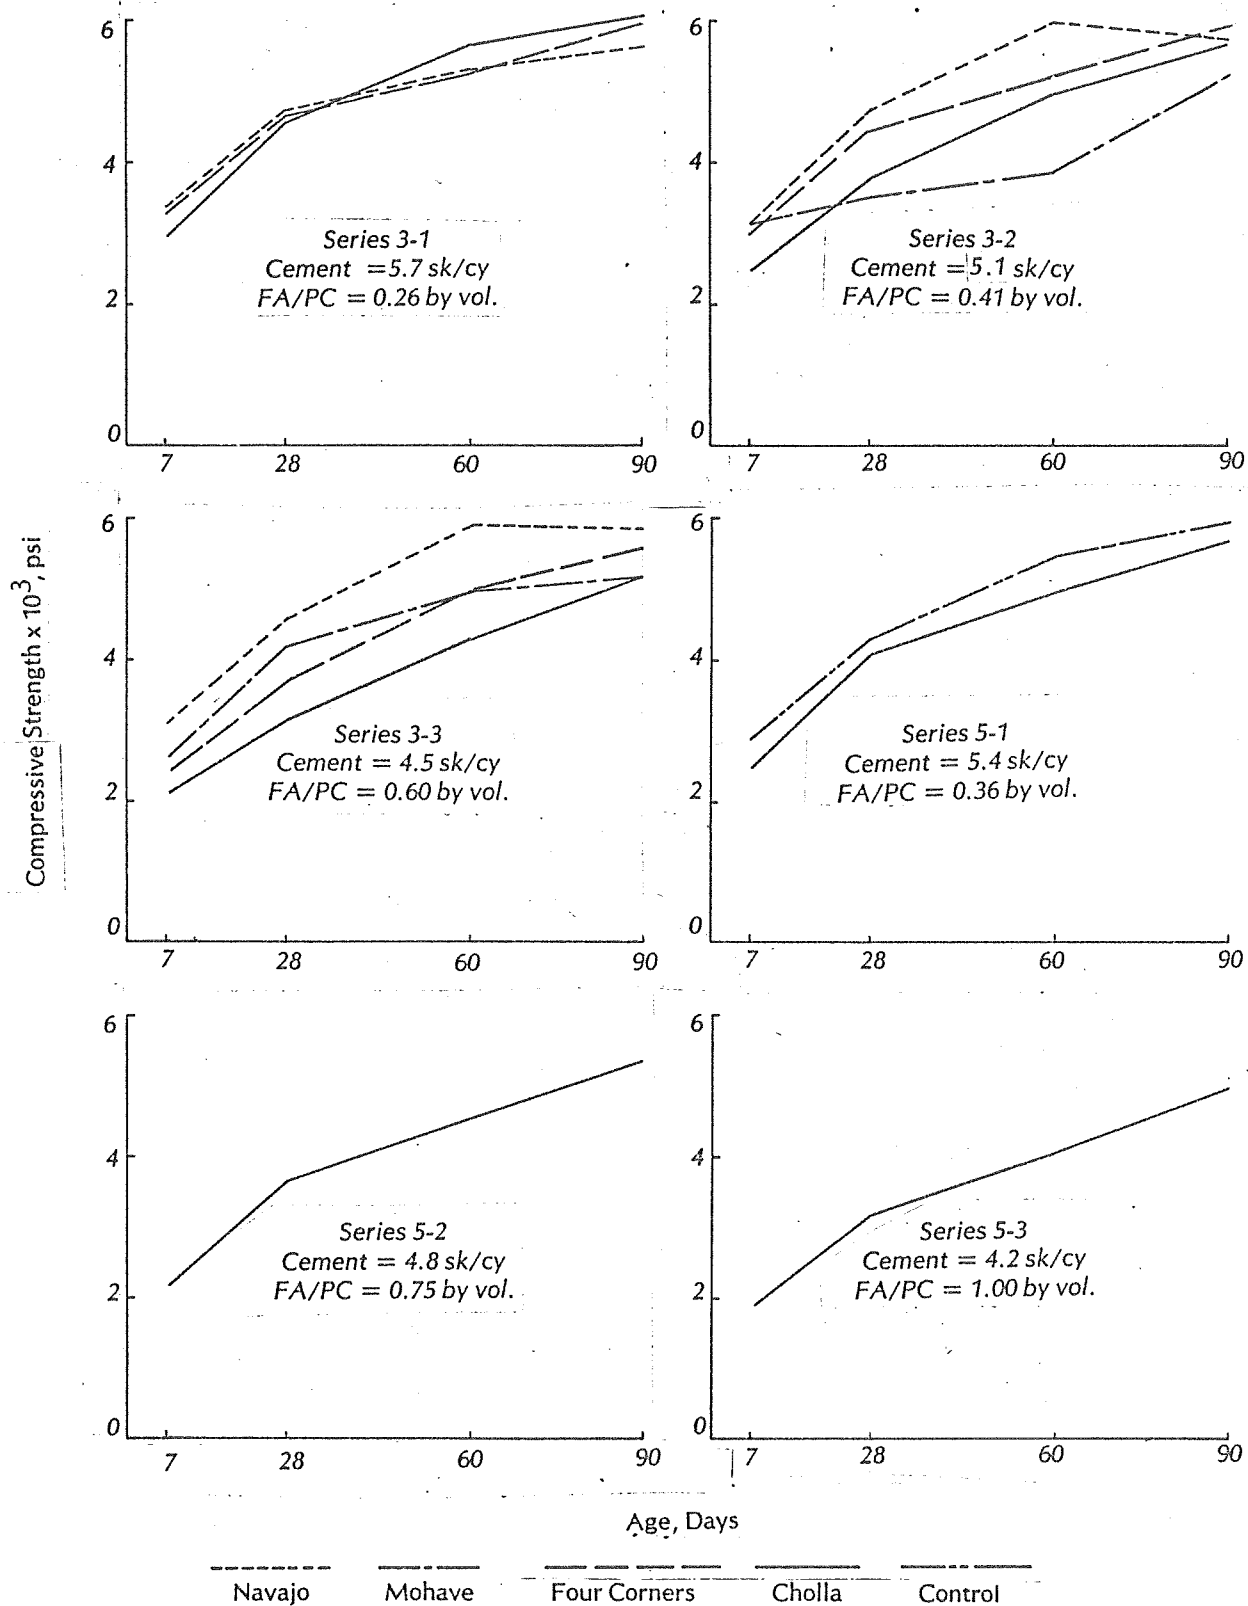 6
4
2
0
7 28 60 90
Series 3-1
Cement =5.7 sk/cy
FA/PC = 0.26 by vol.
6
4
2
0
7 28 60 90
Series 3-2
Cement = 5.1 sk/cy
FA/PC = 0.41 by vol.
Compressive Strength x 10³, psi
6
4
2
0
7 28 60 90
Series 3-3
Cement = 4.5 sk/cy
FA/PC = 0.60 by vol.
6
4
2
0
7 28 60 90
Series 5-1
Cement = 5.4 sk/cy
FA/PC = 0.36 by vol.
6
4
2
0
7 28 60 90
Series 5-2
Cement = 4.8 sk/cy
FA/PC = 0.75 by vol.
6
4
2
0
7 28 60 90
Series 5-3
Cement = 4.2 sk/cy
FA/PC = 1.00 by vol.
Age, Days
Navajo Mohave Four Corners Cholla Control